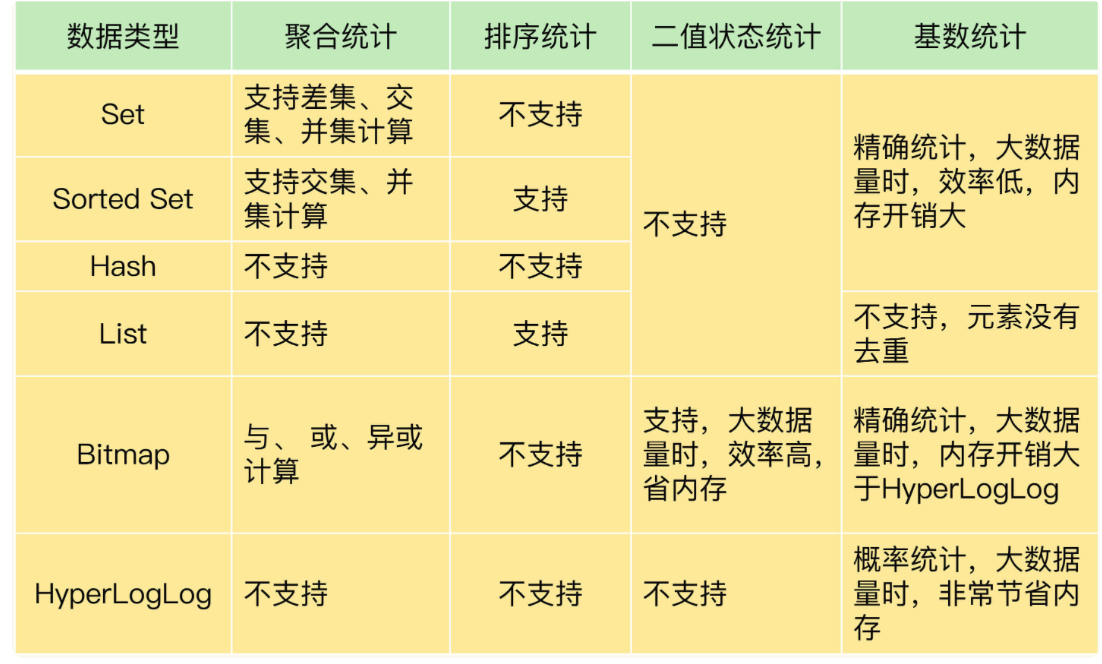 数据类型
聚合统计
排序统计
二值状态统计
基数统计
Set
支持差集、交
集、并集计算
不支持
不支持
精确统计，大数据
量时，效率低，内
存开销大
Sorted Set
支持交集、并
集计算
支持
Hash
不支持
不支持
List
不支持
支持
不支持，元素没有
去重
Bitmap
与、 或、异或
计算
不支持
支持，大数据
量时，效率高，
省内存
精确统计，大数据
量时，内存开销大
于HyperLogLog
HyperLogLog
不支持
不支持
不支持
概率统计，大数据
量时，非常节省内
存